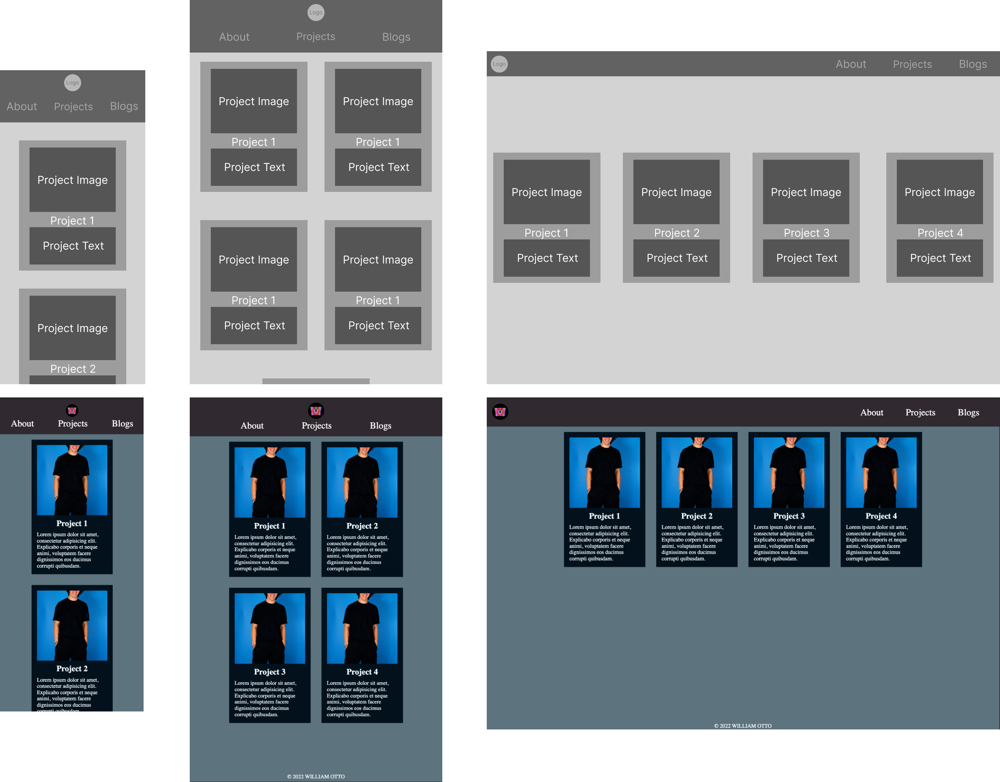 Logo
About Projects Blogs
Project Image
Project 1
Project Text
Project Image
Project 2
Logo
About Projects Blogs
Project Image Project Image
Project 1 Project 1
Project Text Project Text
Project Image Project Image
Project 1 Project 1
Project Text Project Text
Logo About Projects Blogs
Project Image Project Image Project Image Project Image
Project 1 Project 2 Project 3 Project 4
Project Text Project Text Project Text Project Text
About Projects Blogs
Project 1
Lorem ipsum dolor sit amet,
consectetur adipisicing elit.
Explicabo corporis et neque
animi, voluptatem facere
dignissimos eos ducimus
corrupti quibusdam.
Project 2
Lorem ipsum dolor sit amet,
consectetur adipisicing elit.
Explicabo corporis et neque
animi, voluptatem facere
dignissimos eos ducimus
corrupti quibusdam.
About Projects Blogs
Project 1
Lorem ipsum dolor sit amet,
consectetur adipisicing elit.
Explicabo corporis et neque
animi, voluptatem facere
dignissimos eos ducimus
corrupti quibusdam.
Project 2
Lorem ipsum dolor sit amet,
consectetur adipisicing elit.
Explicabo corporis et neque
animi, voluptatem facere
dignissimos eos ducimus
corrupti quibusdam.
Project 3
Lorem ipsum dolor sit amet,
consectetur adipisicing elit.
Explicabo corporis et neque
animi, voluptatem facere
dignissimos eos ducimus
corrupti quibusdam.
Project 4
Lorem ipsum dolor sit amet,
consectetur adipisicing elit.
Explicabo corporis et neque
animi, voluptatem facere
dignissimos eos ducimus
corrupti quibusdam.
© 2022 WILLIAM OTTO
About Projects Blogs
Project 1
Lorem ipsum dolor sit amet,
consectetur adipisicing elit.
Explicabo corporis et neque
animi, voluptatem facere
dignissimos eos ducimus
corrupti quibusdam.
Project 2
Lorem ipsum dolor sit amet,
consectetur adipisicing elit.
Explicabo corporis et neque
animi, voluptatem facere
dignissimos eos ducimus
corrupti quibusdam.
Project 3
Lorem ipsum dolor sit amet,
consectetur adipisicing elit.
Explicabo corporis et neque
animi, voluptatem facere
dignissimos eos ducimus
corrupti quibusdam.
Project 4
Lorem ipsum dolor sit amet,
consectetur adipisicing elit.
Explicabo corporis et neque
animi, voluptatem facere
dignissimos eos ducimus
corrupti quibusdam.
© 2022 WILLIAM OTTO